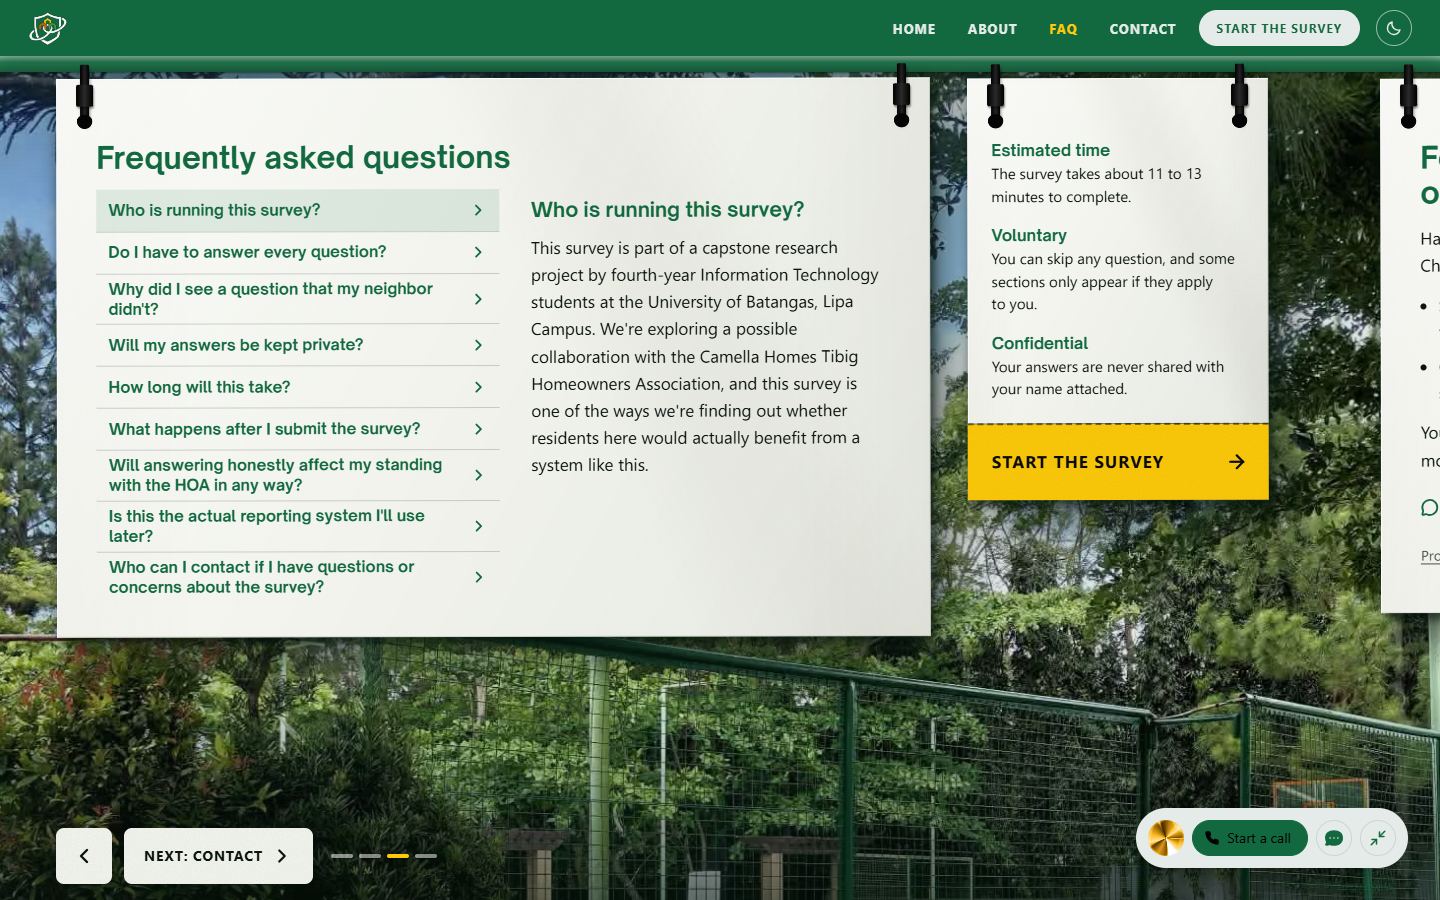 HOME
ABOUT
FAQ
CONTACT
START THE SURVEY
Frequently asked questions
Who is running this survey?
Do I have to answer every question?
Why did I see a question that my neighbor
didn't?
Will my answers be kept private?
How long will this take?
What happens after I submit the survey?
Will answering honestly affect my standing
with the HOA in any way?
Is this the actual reporting system I'll use
later?
Who can I contact if I have questions or
concerns about the survey?
Who is running this survey?
This survey is part of a capstone research
project by fourth-year Information Technology
students at the University of Batangas, Lipa
Campus. We're exploring a possible
collaboration with the Camella Homes Tibig
Homeowners Association, and this survey is
one of the ways we're finding out whether
residents here would actually benefit from a
system like this.
Estimated time
The survey takes about 11 to 13
minutes to complete.
Voluntary
You can skip any question, and some
sections only appear if they apply
to you.
Confidential
Your answers are never shared with
your name attached.
START THE SURVEY
NEXT: CONTACT
Start a call